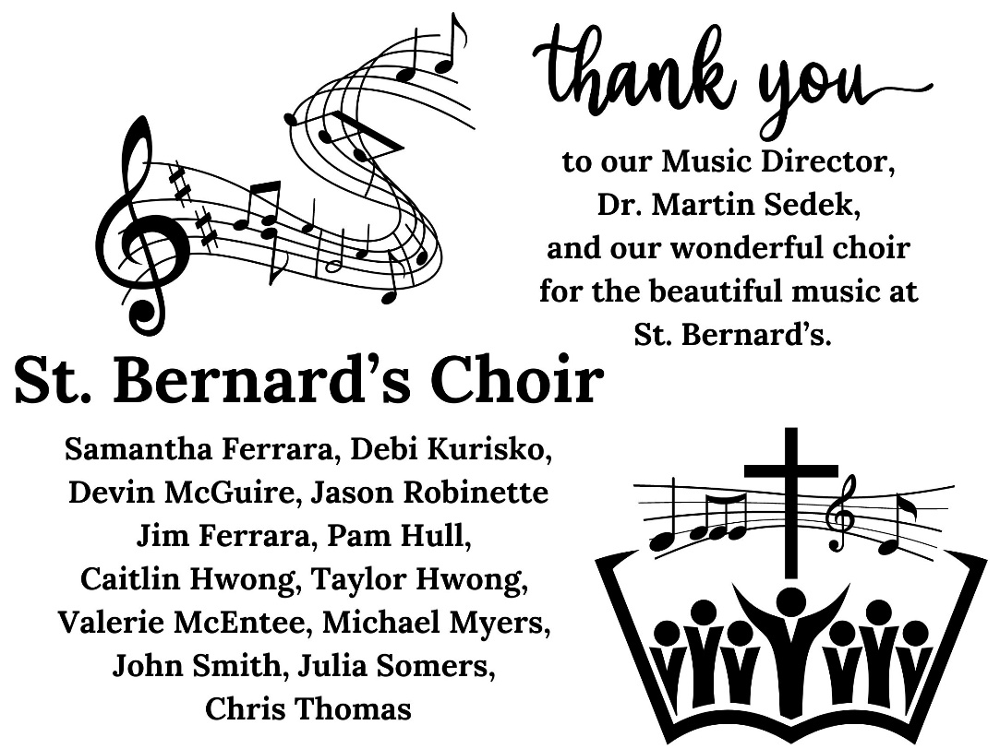 thank you
to our Music Director,
Dr. Martin Sedek,
and our wonderful choir
for the beautiful music at
St. Bernard’s.
St. Bernard’s Choir
Samantha Ferrara, Debi Kurisko,
Devin McGuire, Jason Robinette
Jim Ferrara, Pam Hull,
Caitlin Hwong, Taylor Hwong,
Valerie McEntee, Michael Myers,
John Smith, Julia Somers,
Chris Thomas